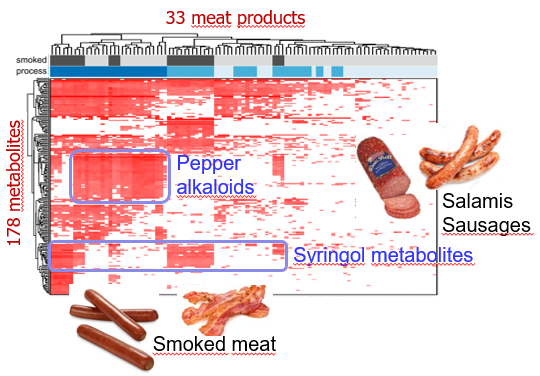 33 meat products
smoked
process
178 metabolites
Pepper
alkaloids
Syringol metabolites
Salamis
Sausages
Smoked meat